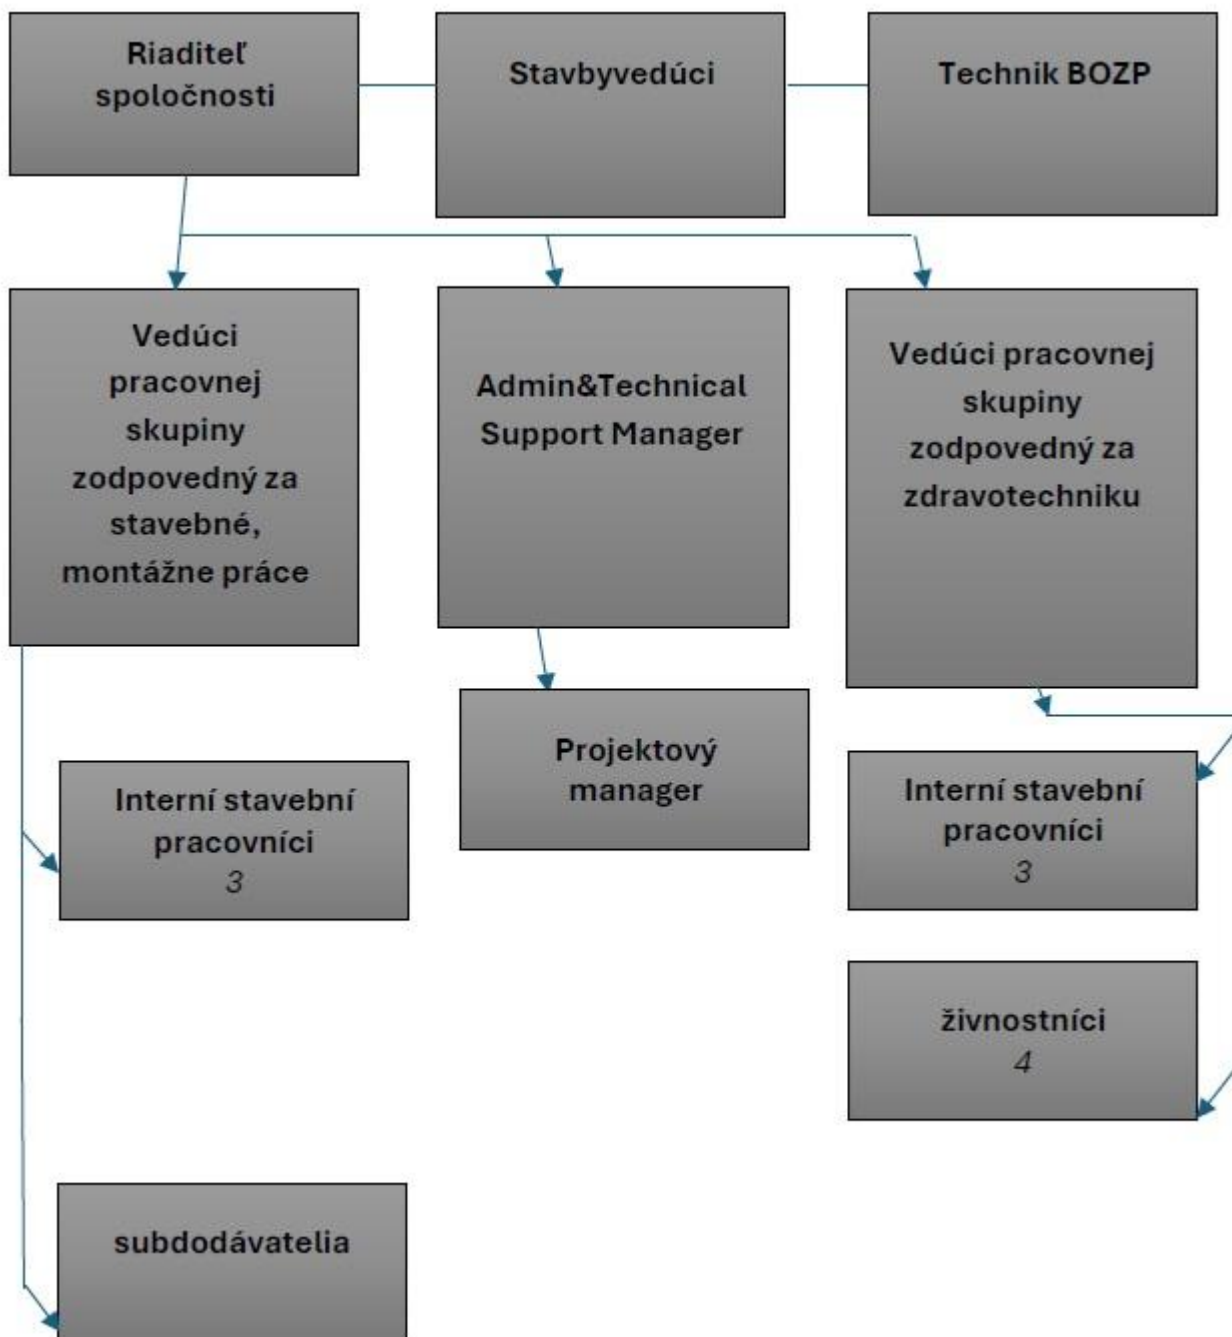 Riaditeľ
spoločnosti
Stavbyvedúci
Technik BOZP
Vedúci
pracovnej
skupiny
zodpovedný za
stavebné,
montážne práce
Admin&Technical
Support Manager
Vedúci pracovnej
skupiny
zodpovedný za
zdravotechniku
Projektový
manager
Interní stavební
pracovníci
3
Interní stavební
pracovníci
3
živnostníci
4
subdodávatelia